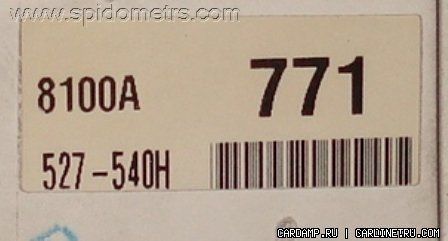 www.spidometrs.com
8100A
771
527-540H
CARDAMP.RU | CARDINETRU.COM